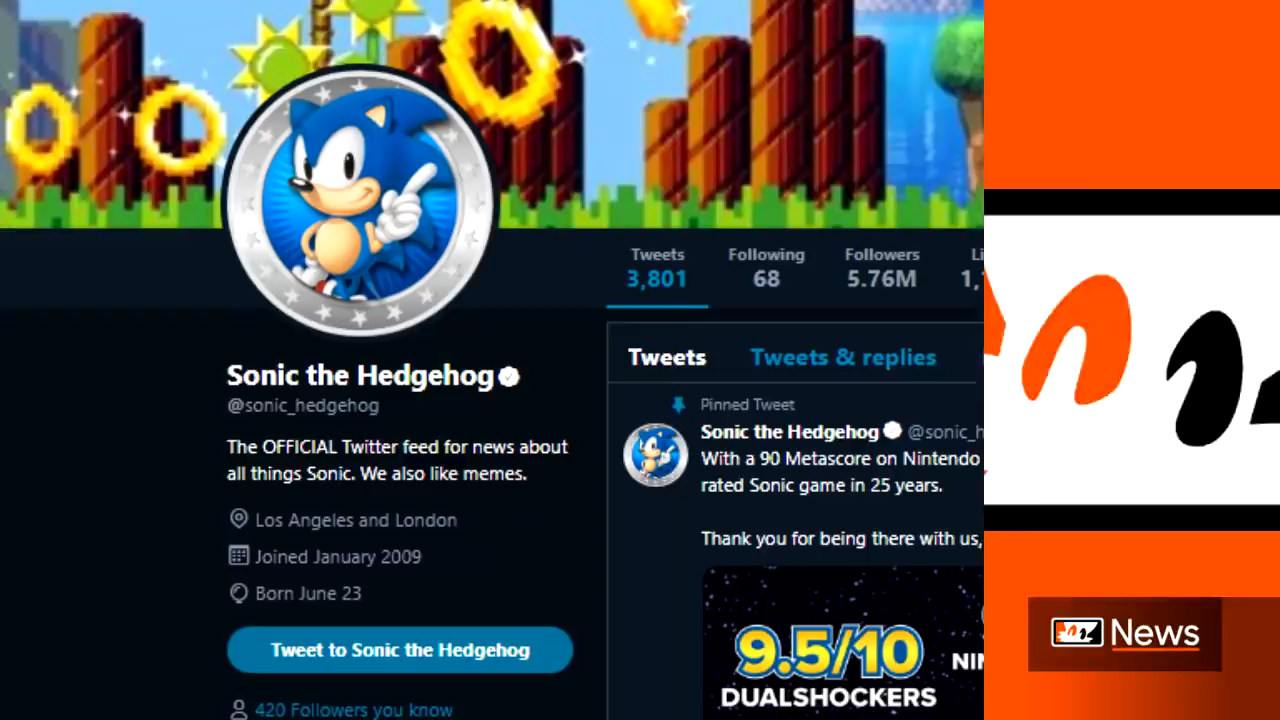 Tweets Following Followers
3,801 68 5.76M
Sonic the Hedgehog
@sonic_hedgehog
The OFFICIAL Twitter feed for news about
all things Sonic. We also like memes.
Los Angeles and London
Joined January 2009
Born June 23
Tweet to Sonic the Hedgehog
420 Followers you know
Tweets Tweets & replies
Pinned Tweet
Sonic the Hedgehog @sonic_h
With a 90 Metascore on Nintendo
rated Sonic game in 25 years.
Thank you for being there with us,
9.5/10
DUALSHOCKERS
NIN
News